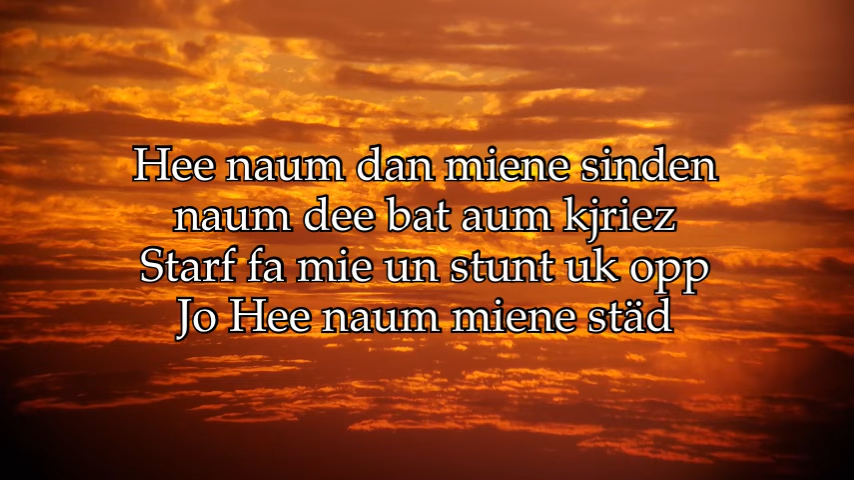 Hee naum dan miene sinden
naum dee bat aum kjriez
Starf fa mie un stunt uk opp
Jo Hee naum miene städ